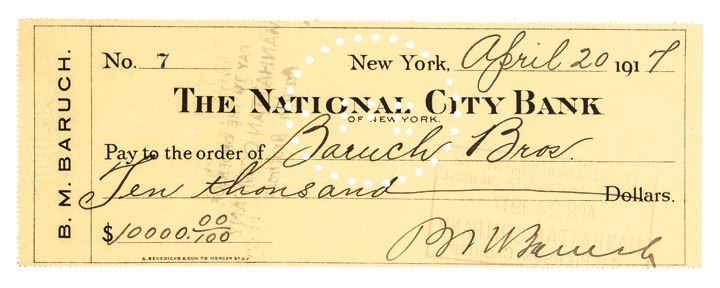 B. M. BARUCH.
No. 7 New York, April 20 1917
THE NATIONAL CITY BANK
OF NEW YORK.
Pay to the order of Baruch Bros.
Ten thousand Dollars.
$10000.00/100
B M Baruch